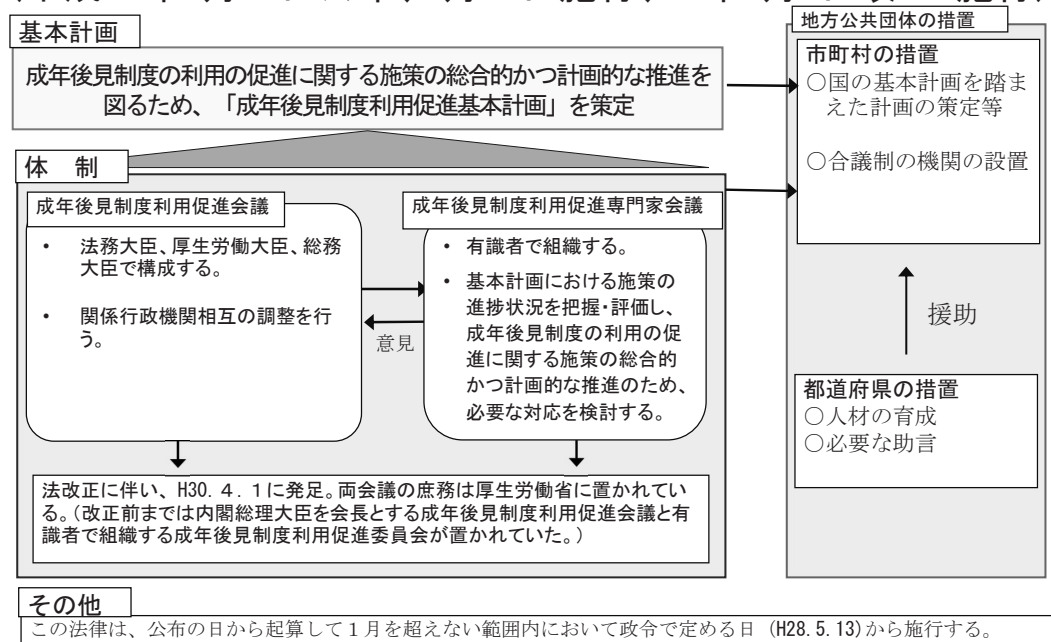 地方公共団体の措置
基本計画
成年後見制度の利用の促進に関する施策の総合的かつ計画的な推進を
図るため、「成年後見制度利用促進基本計画」を策定
市町村の措置
○国の基本計画を踏ま
えた計画の策定等
○合議制の機関の設置
体　制
成年後見制度利用促進会議
・ 法務大臣、厚生労働大臣、総務
大臣で構成する。
・ 関係行政機関相互の調整を行
う。
意見
成年後見制度利用促進専門家会議
・ 有識者で組織する。
・ 基本計画における施策の
進捗状況を把握・評価し、
成年後見制度の利用の促
進に関する施策の総合的
かつ計画的な推進のため、
必要な対応を検討する。
援助
都道府県の措置
○人材の育成
○必要な助言
法改正に伴い、H30.4.1に発足。両会議の庶務は厚生労働省に置かれてい
る。(改正前までは内閣総理大臣を会長とする成年後見制度利用促進会議と有
識者で組織する成年後見制度利用促進委員会が置かれていた。)
その他
この法律は、公布の日から起算して１月を超えない範囲内において政令で定める日 (H28.5.13)から施行する。